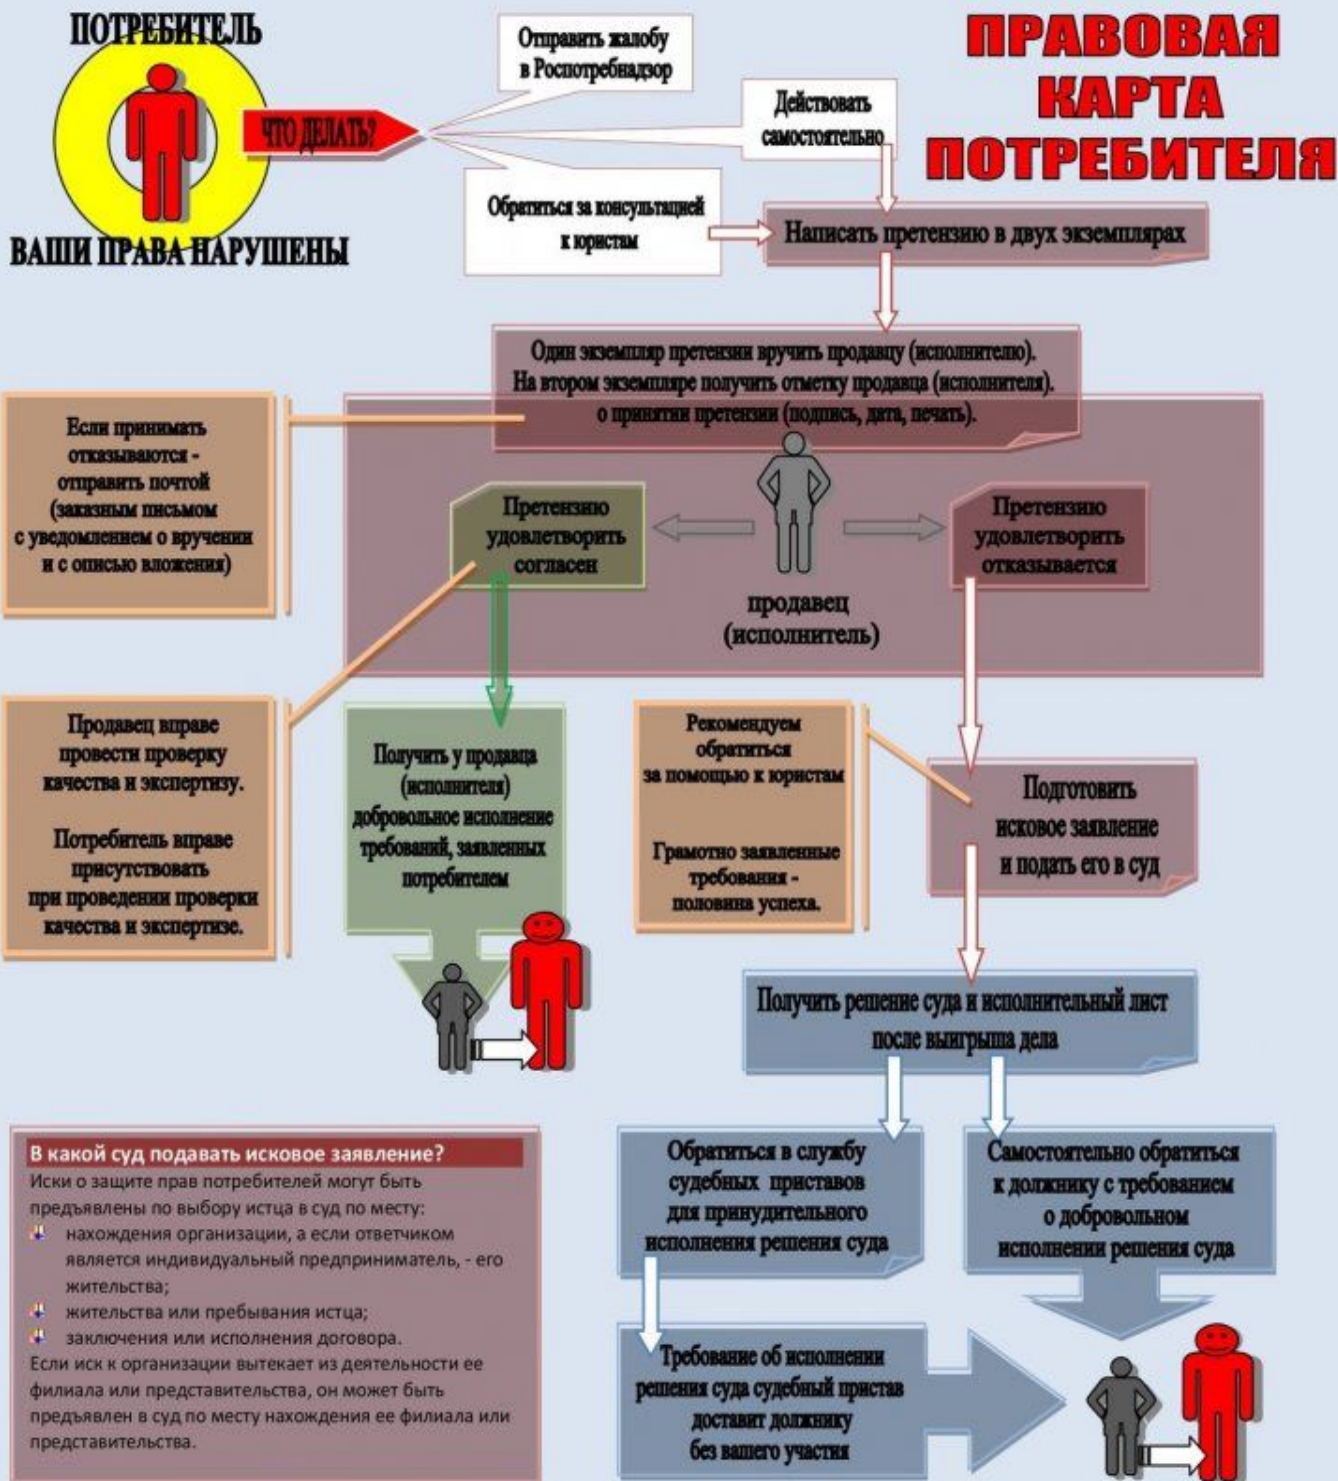 ПОТРЕБИТЕЛЬ
ЧТО ДЕЛАТЬ?
ВАШИ ПРАВА НАРУШЕНЫ
Отправить жалобу
в Роспотребнадзор
Действовать
самостоятельно
Обратиться за консультацией
к юристам
ПРАВОВАЯ
КАРТА
ПОТРЕБИТЕЛЯ
Написать претензию в двух экземплярах
Один экземпляр претензии вручить продавцу (исполнителю).
На втором экземпляре получить отметку продавца (исполнителя).
о принятии претензии (подпись, дата, печать).
Если принимать
отказываются -
отправить почтой
(заказным письмом
с уведомлением о вручении
и с описью вложения)
Претензию
удовлетворить
согласен
Претензию
удовлетворить
отказывается
продавец
(исполнитель)
Продавец вправе
провести проверку
качества и экспертизу.
Потребитель вправе
присутствовать
при проведении проверки
качества и экспертизе.
Получить у продавца
(исполнителя)
добровольное исполнение
требований, заявленных
потребителем
Рекомендуем
обратиться
за помощью к юристам
Грамотно заявленные
требования -
половина успеха.
Подготовить
исковое заявление
и подать его в суд
Получить решение суда и исполнительный лист
после выигрыша дела
Обратиться в службу
судебных приставов
для принудительного
исполнения решения суда
Самостоятельно обратиться
к должнику с требованием
о добровольном
исполнении решения суда
Требование об исполнении
решения суда судебный пристав
доставит должнику
без вашего участия
В какой суд подавать исковое заявление?
Иски о защите прав потребителей могут быть
предъявлены по выбору истца в суд по месту:
нахождения организации, а если ответчиком
является индивидуальный предприниматель, - его
жительства;
жительства или пребывания истца;
заключения или исполнения договора.
Если иск к организации вытекает из деятельности ее
филиала или представительства, он может быть
предъявлен в суд по месту нахождения ее филиала или
представительства.